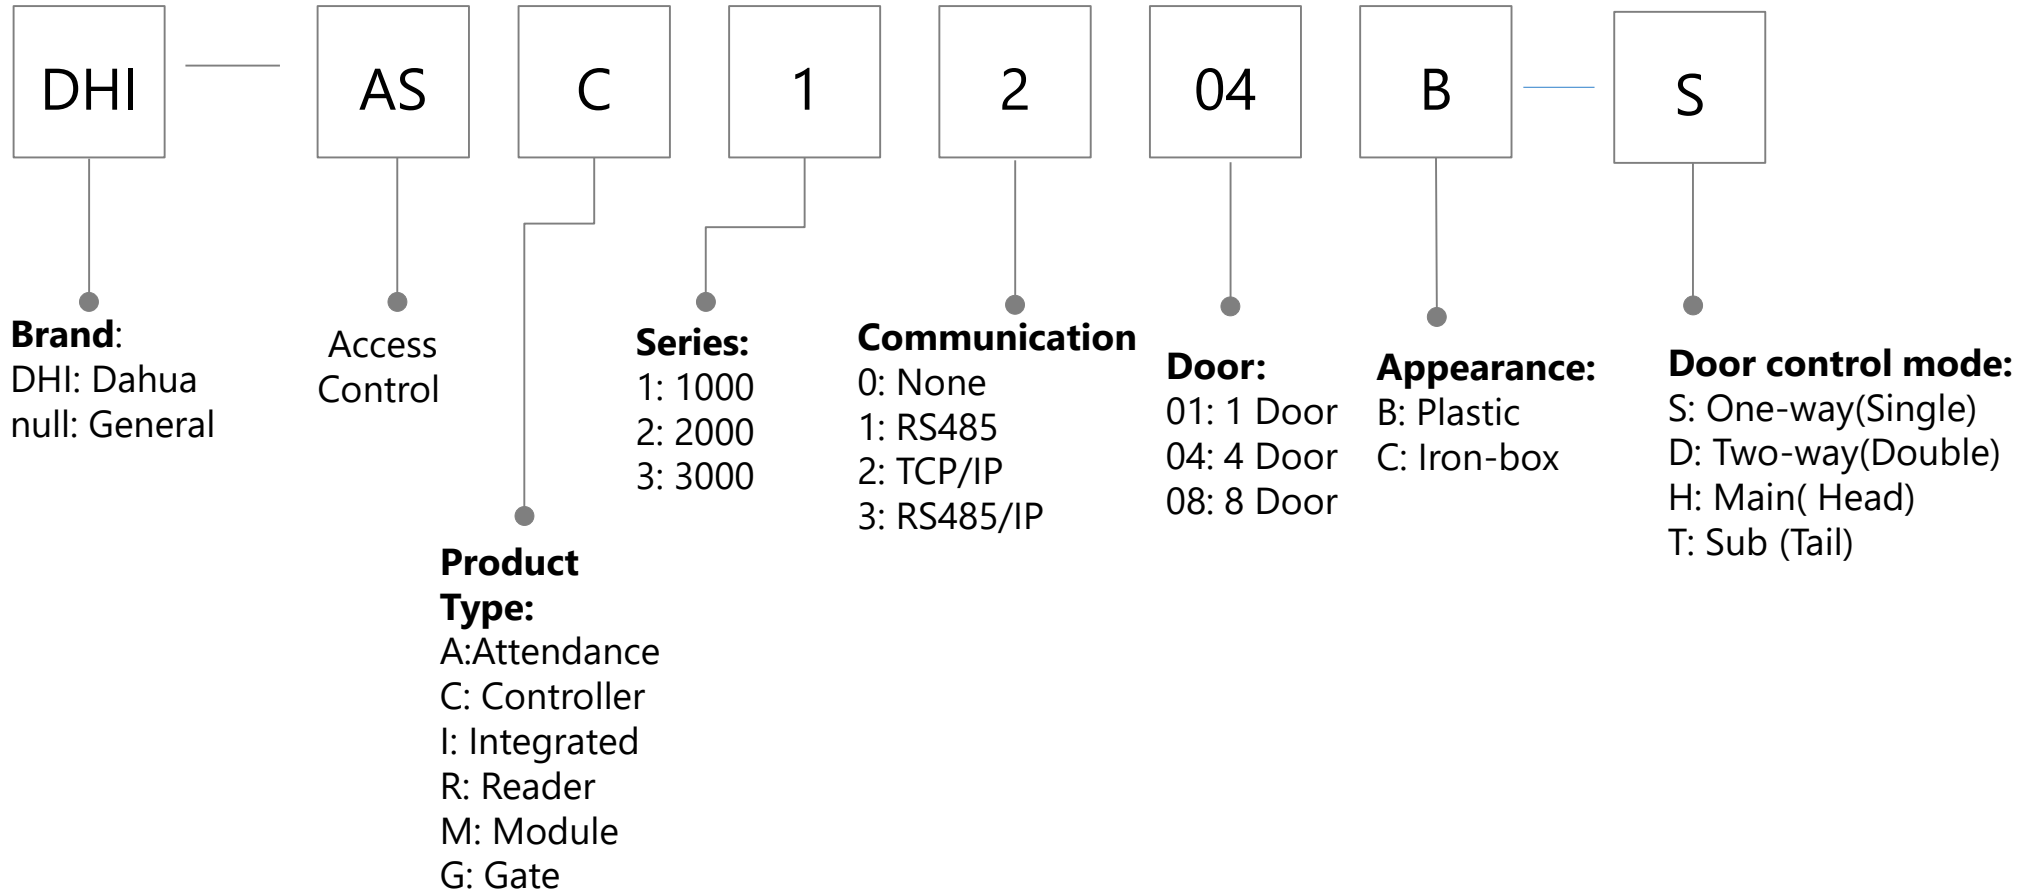 DHI
AS
C
1
2
04
B
S
Brand:
DHI: Dahua
null: General
Access
Control
Product
Type:
A:Attendance
C: Controller
I: Integrated
R: Reader
M: Module
G: Gate
Series:
1: 1000
2: 2000
3: 3000
Communication
0: None
1: RS485
2: TCP/IP
3: RS485/IP
Door:
01: 1 Door
04: 4 Door
08: 8 Door
Appearance:
B: Plastic
C: Iron-box
Door control mode:
S: One-way(Single)
D: Two-way(Double)
H: Main( Head)
T: Sub (Tail)